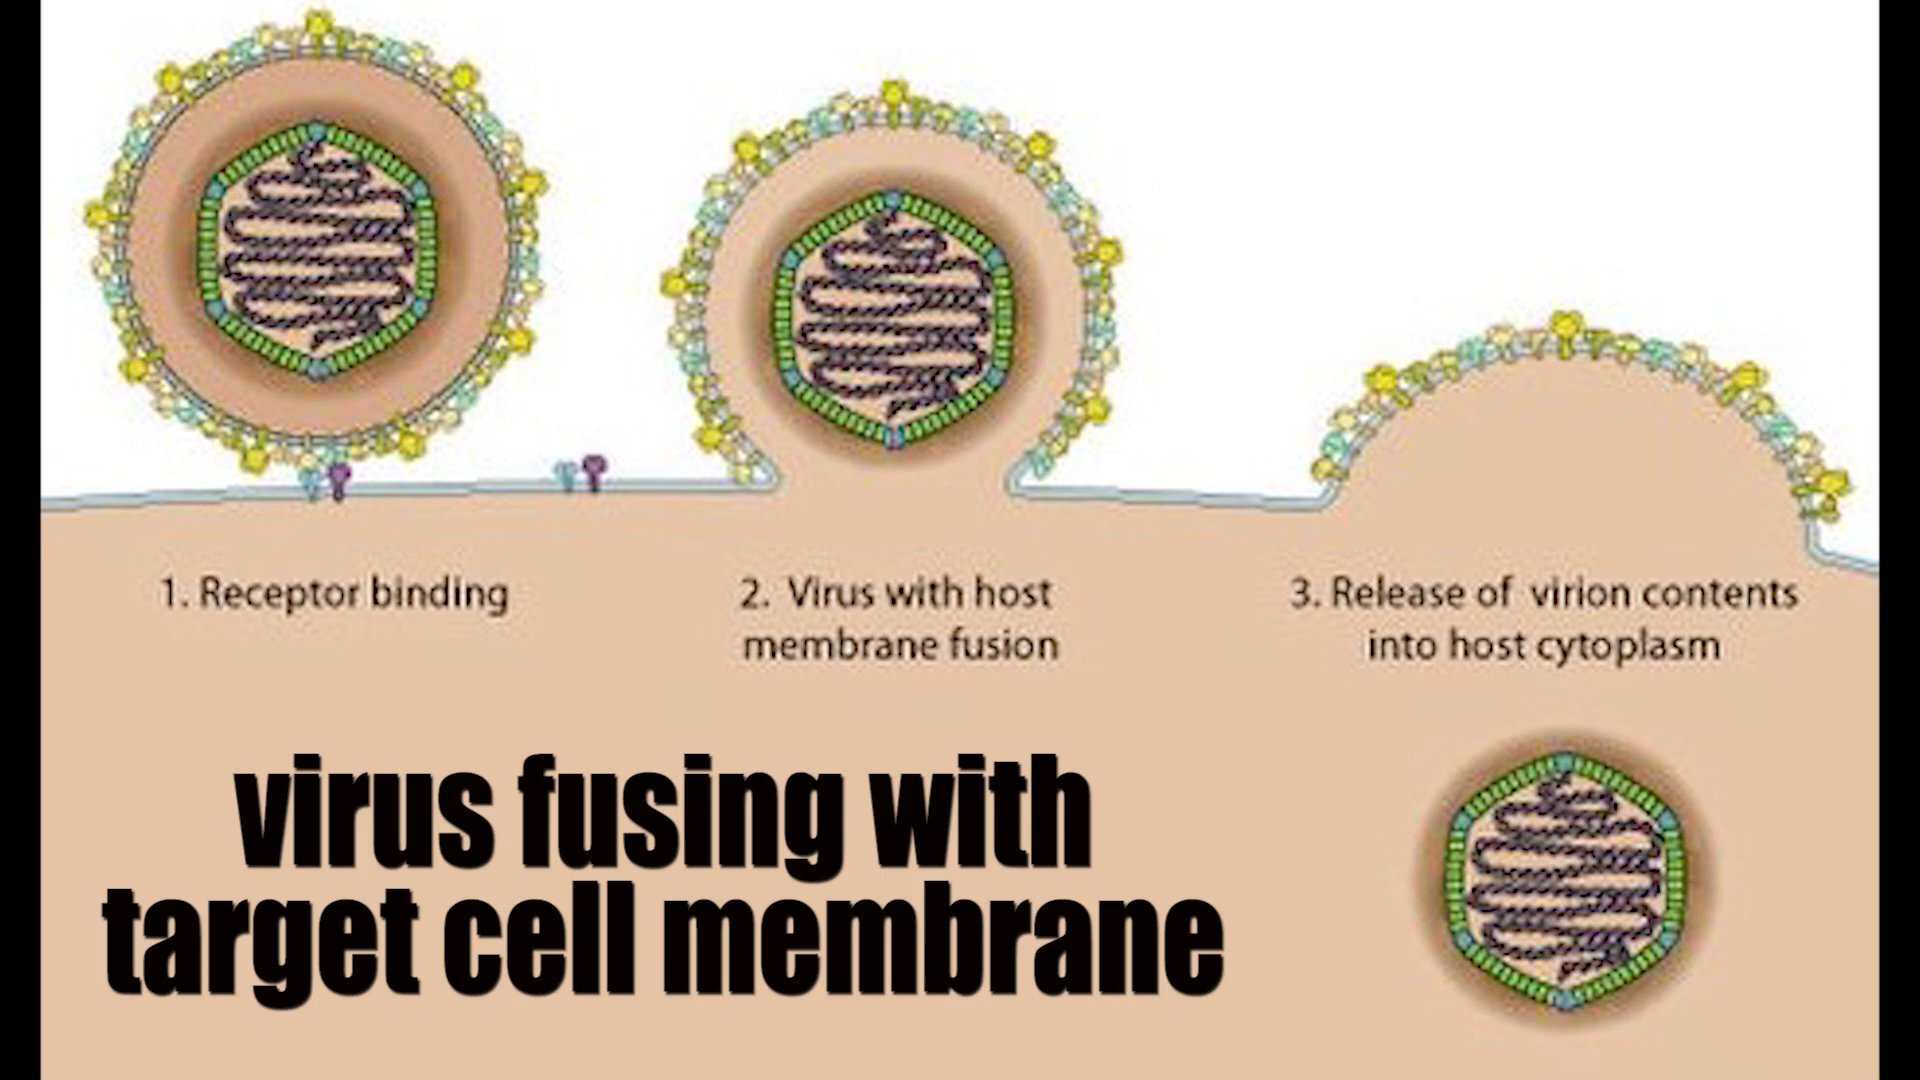 1. Receptor binding
2. Virus with host
membrane fusion
3. Release of virion contents
into host cytoplasm
virus fusing with
target cell membrane